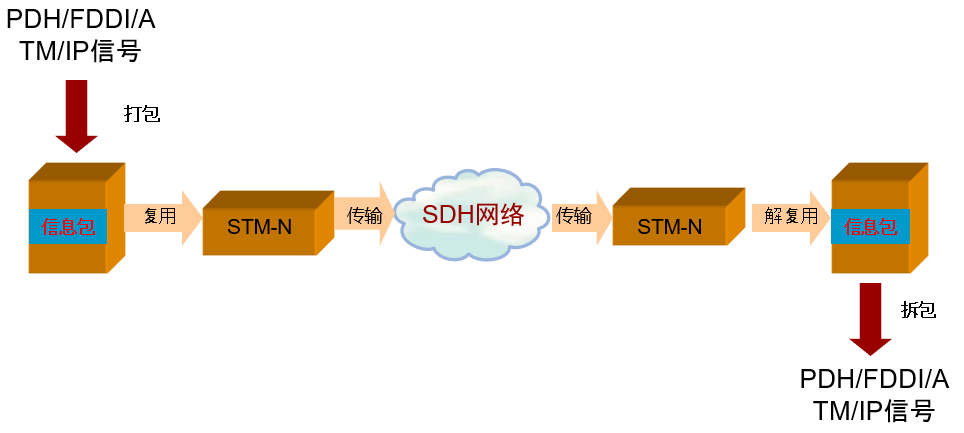 PDH/FDDI/A
TM/IP信号
打包
信息包
复用
STM-N
传输
SDH网络
传输
STM-N
解复用
信息包
拆包
PDH/FDDI/A
TM/IP信号